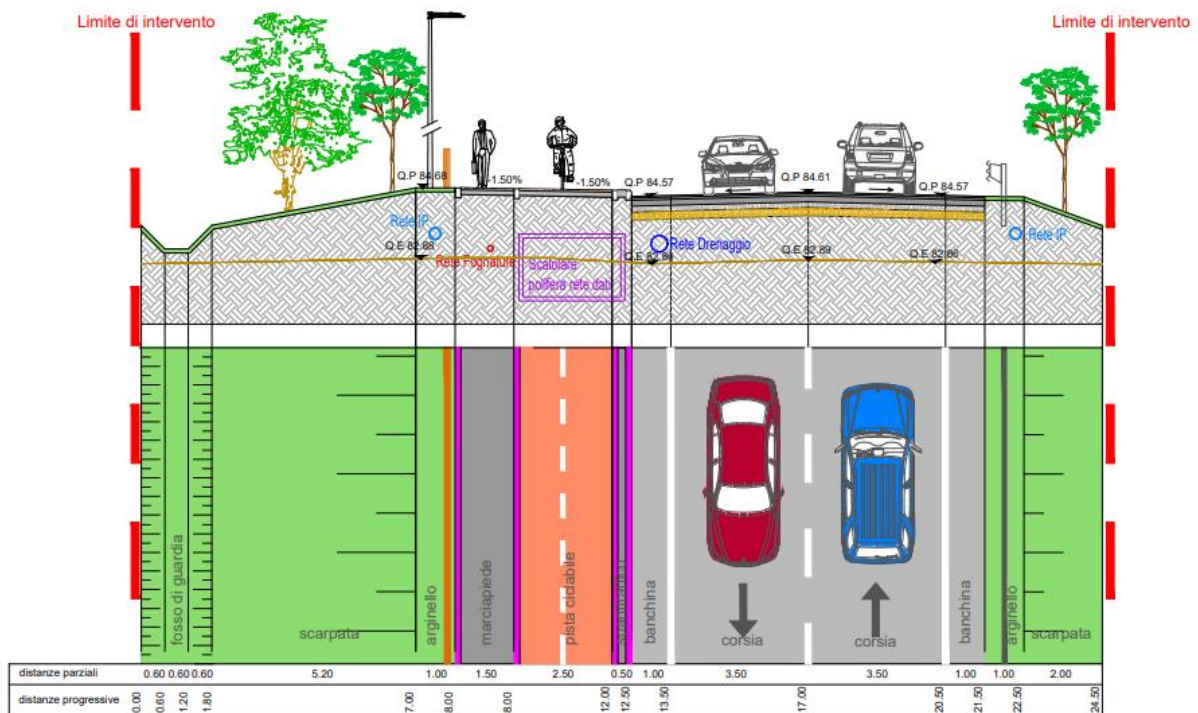 Limite di intervento
Limite di intervento
Q.P 84.68
-1.50%
-1.50%
Q.P 84.57
Q.P 84.61
Q.P 84.57
Rete IP
Q.E 82.88
Rete Fognature
Scatolare
polifera rete dati
Rete Drenaggio
Q.E 82.86
Q.E 82.89
Q.E 82.86
Rete IP
fosso di guardia
scarpata
arginello
marciapiede
pista ciclabile
banchina
corsia
corsia
banchina
arginello
scarpata
distanze parziali 0.60 0.60 0.60 5.20 1.00 1.50 2.50 0.50 1.00 3.50 3.50 1.00 1.00 2.00
distanze progressive 0.00 0.60 1.20 1.80 7.00 8.00 8.00 12.00 12.50 13.50 17.00 20.50 21.50 22.50 24.50